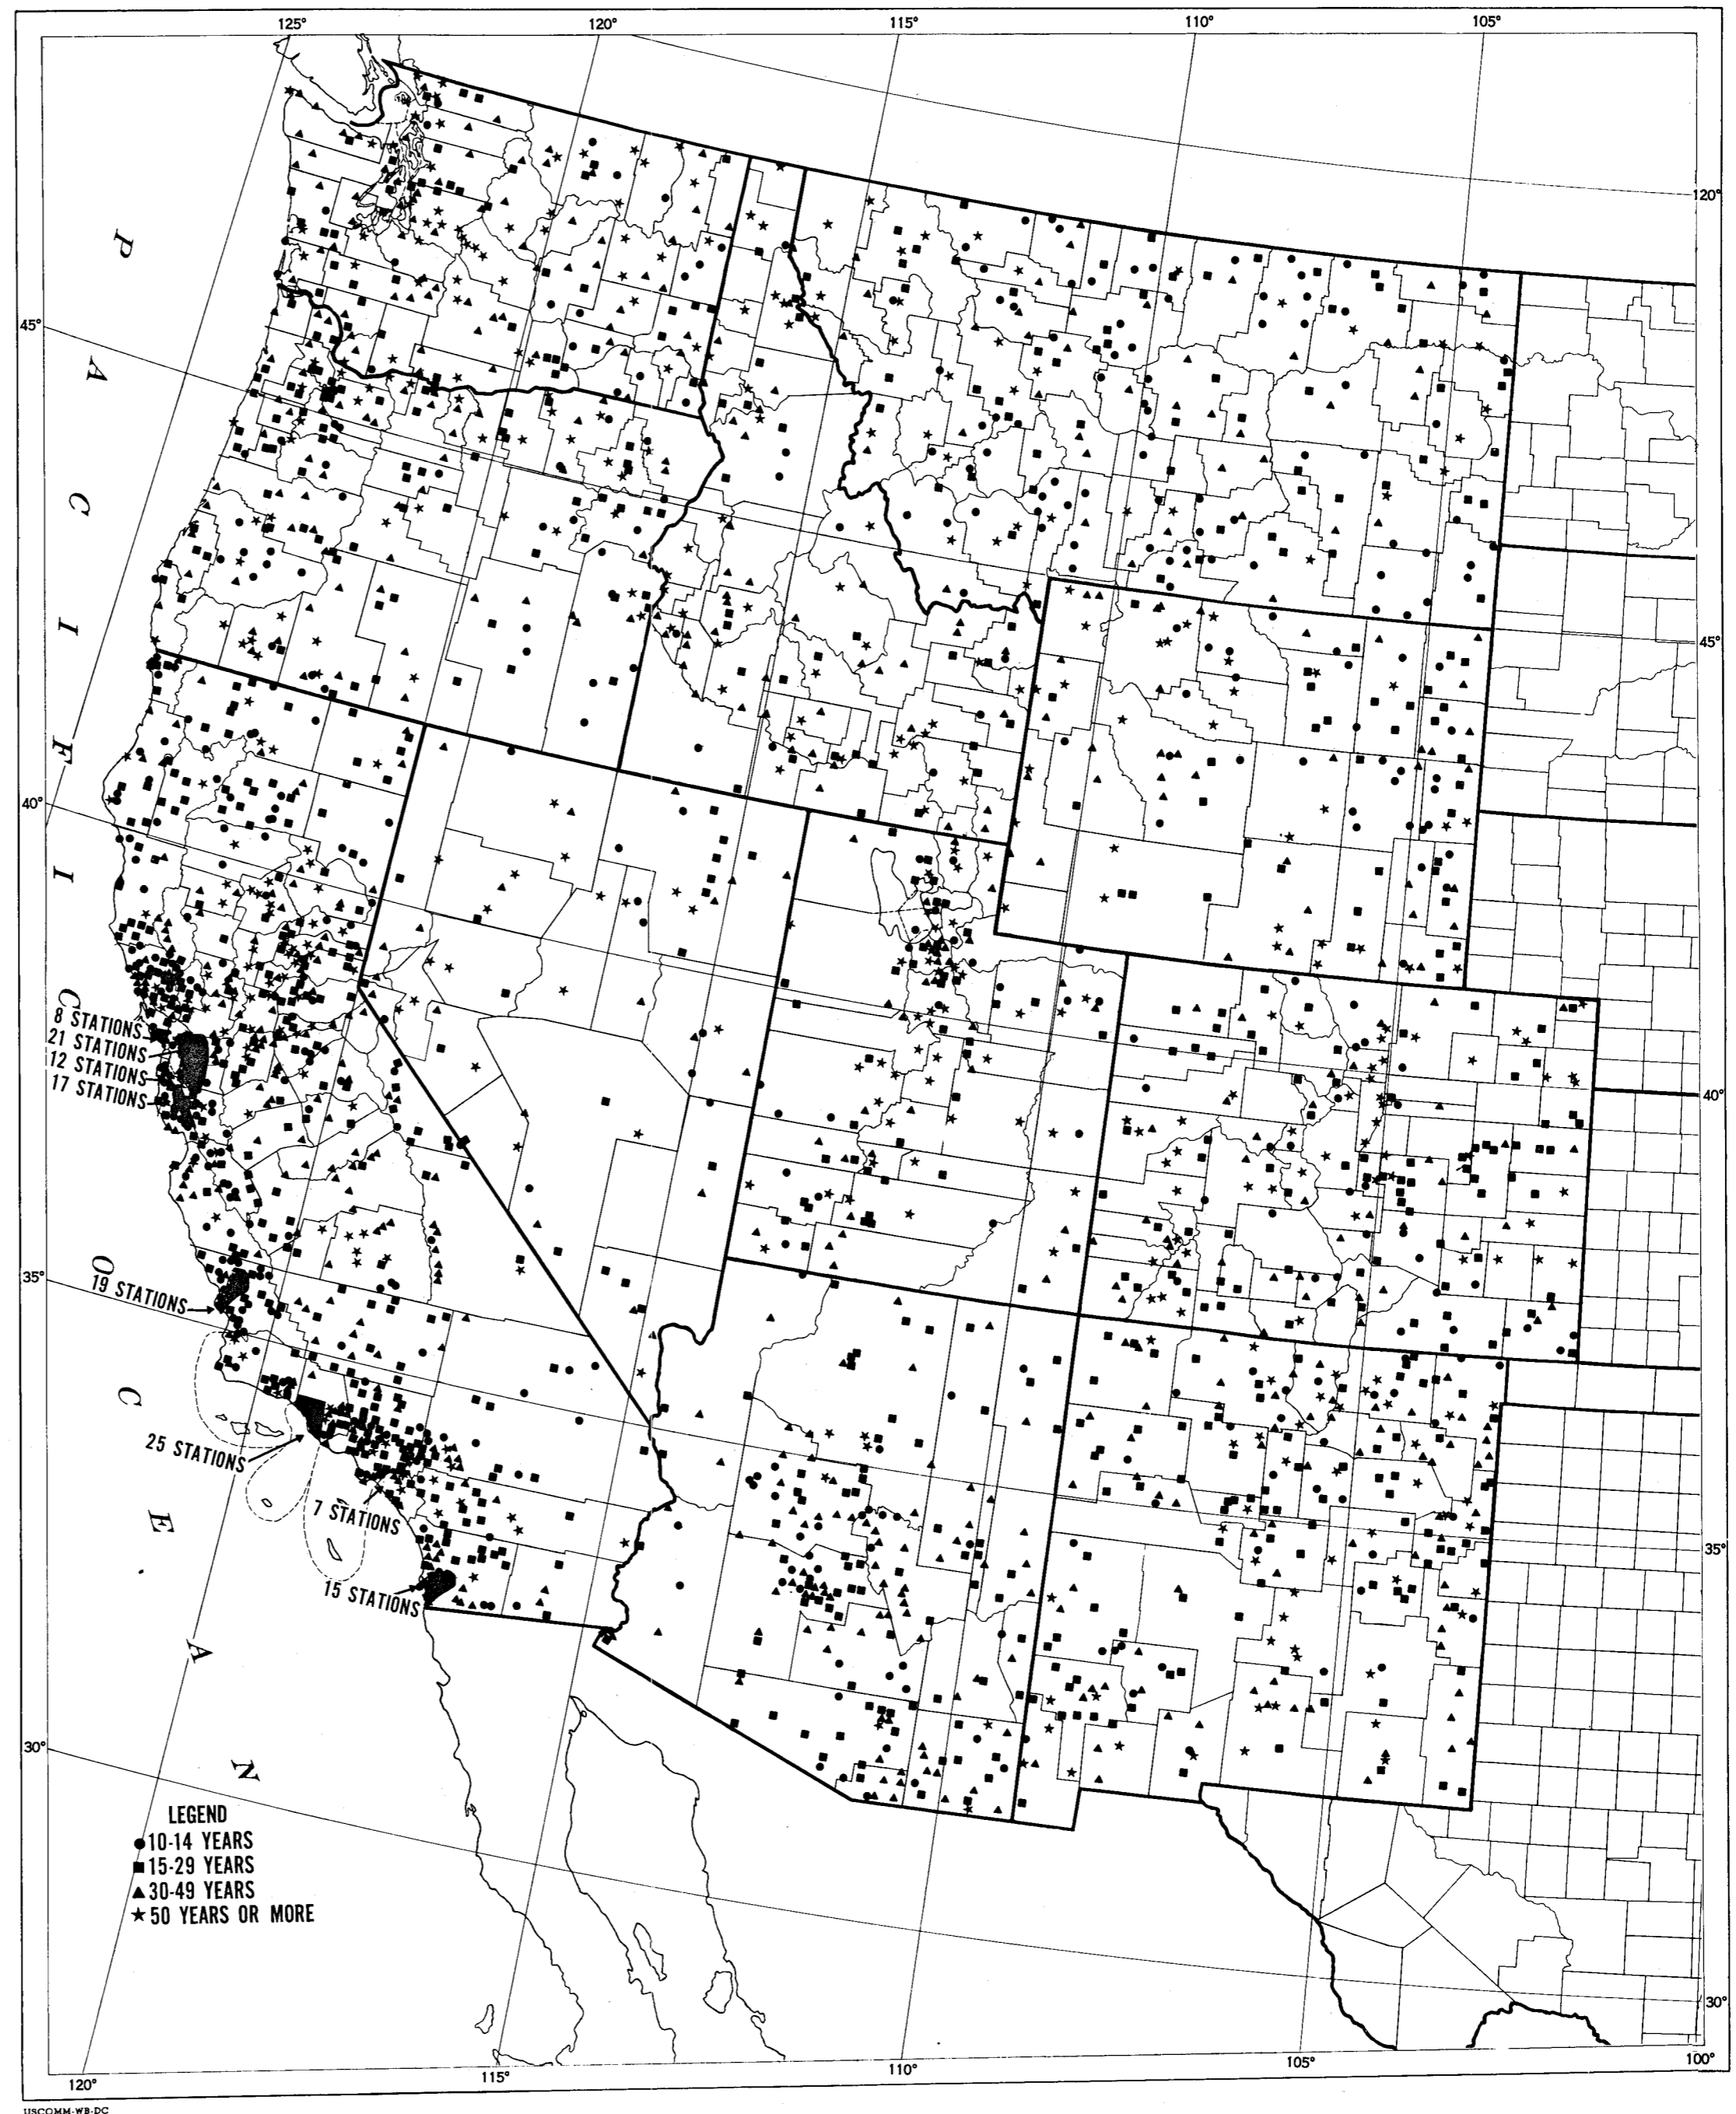 125°
120°
115°
110°
105°
120°
45°
45°
40°
40°
35°
35°
30°
30°
PACIFIC
OCEAN
8 STATIONS
21 STATIONS
12 STATIONS
17 STATIONS
19 STATIONS
25 STATIONS
7 STATIONS
15 STATIONS
LEGEND
10-14 YEARS
15-29 YEARS
30-49 YEARS
50 YEARS OR MORE
120°
115°
110°
105°
100°
USCOMM-WB-DC